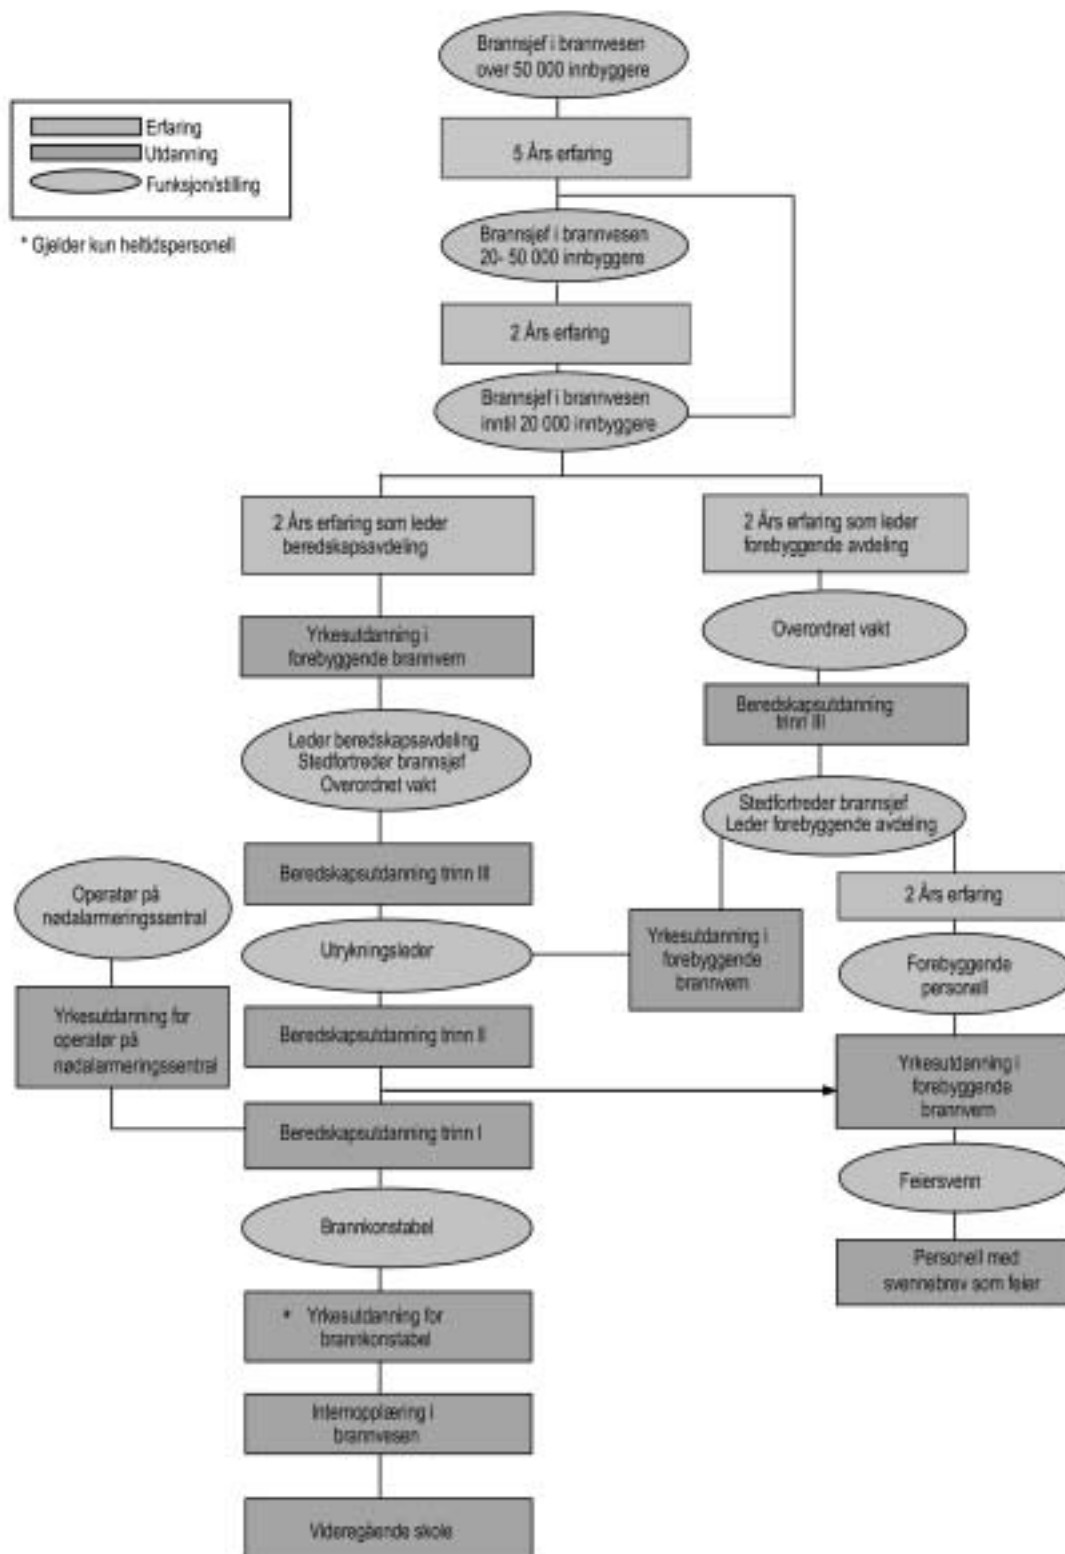 Brannsjef i brannvesen
over 50 000 innbyggere
Erfaring
Utdanning
Funksjon/stilling
* Gjelder kun heltidspersonell
5 Års erfaring
Brannsjef i brannvesen
20- 50 000 innbyggere
2 Års erfaring
Brannsjef i brannvesen
inntil 20 000 innbyggere
2 Års erfaring som leder
beredskapsavdeling
2 Års erfaring som leder
forebyggende avdeling
Yrkesutdanning i
forebyggende brannvern
Overordnet vakt
Beredskapsutdanning
trinn III
Leder beredskapsavdeling
Stedfortreder brannsjef
Overordnet vakt
Stedfortreder brannsjef
Leder forebyggende avdeling
Beredskapsutdanning trinn III
Operatør på
nødalarmeringssentral
2 Års erfaring
Utrykningsleder
Yrkesutdanning i
forebyggende
brannvern
Forebyggende
personell
Yrkesutdanning for
operatør på
nødalarmeringssentral
Beredskapsutdanning trinn II
Yrkesutdanning i
forebyggende
brannvern
Beredskapsutdanning trinn I
Feiersvenn
Brannkonstabel
Personell med
svennebrev som feier
* Yrkesutdanning for
brannkonstabel
Internopplæring i
brannvesen
Videregående skole